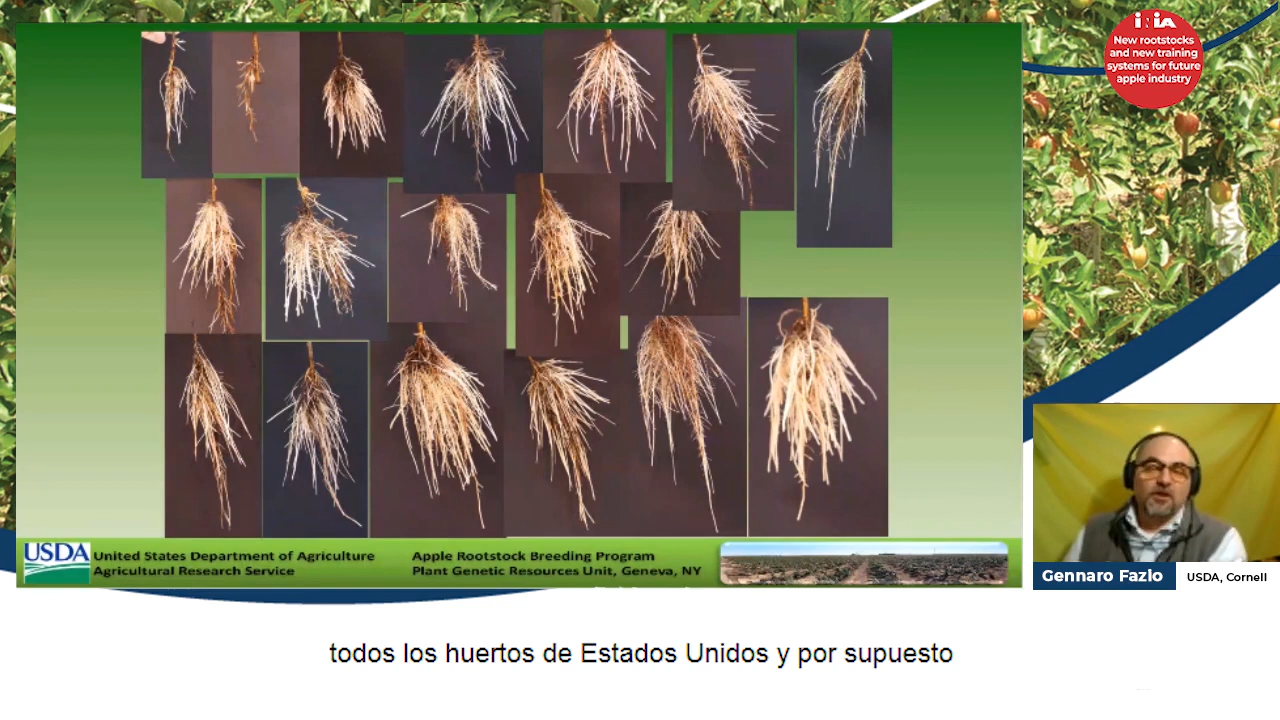 iNiA
New rootstocks
and new training
systems for future
apple industry
USDA
United States Department of Agriculture
Agricultural Research Service
Apple Rootstock Breeding Program
Plant Genetic Resources Unit, Geneva, NY
Gennaro Fazio
USDA, Cornell
todos los huertos de Estados Unidos y por supuesto